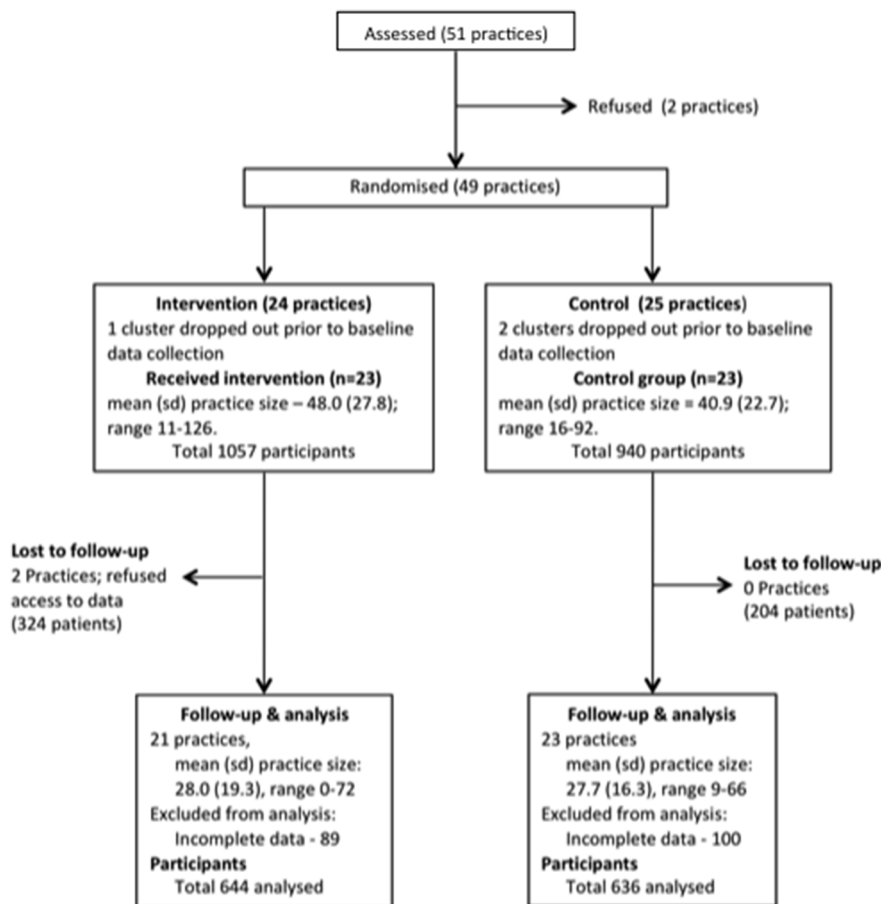 Assessed (51 practices)
Refused (2 practices)
Randomised (49 practices)
Intervention (24 practices)
1 cluster dropped out prior to baseline
data collection
Received intervention (n=23)
mean (sd) practice size – 48.0 (27.8);
range 11-126.
Total 1057 participants
Control (25 practices)
2 clusters dropped out prior to baseline
data collection
Control group (n=23)
mean (sd) practice size = 40.9 (22.7);
range 16-92.
Total 940 participants
Lost to follow-up
2 Practices; refused
access to data
(324 patients)
Lost to follow-up
0 Practices
(204 patients)
Follow-up & analysis
21 practices,
mean (sd) practice size:
28.0 (19.3), range 0-72
Excluded from analysis:
Incomplete data - 89
Participants
Total 644 analysed
Follow-up & analysis
23 practices
mean (sd) practice size:
27.7 (16.3), range 9-66
Excluded from analysis:
Incomplete data - 100
Participants
Total 636 analysed